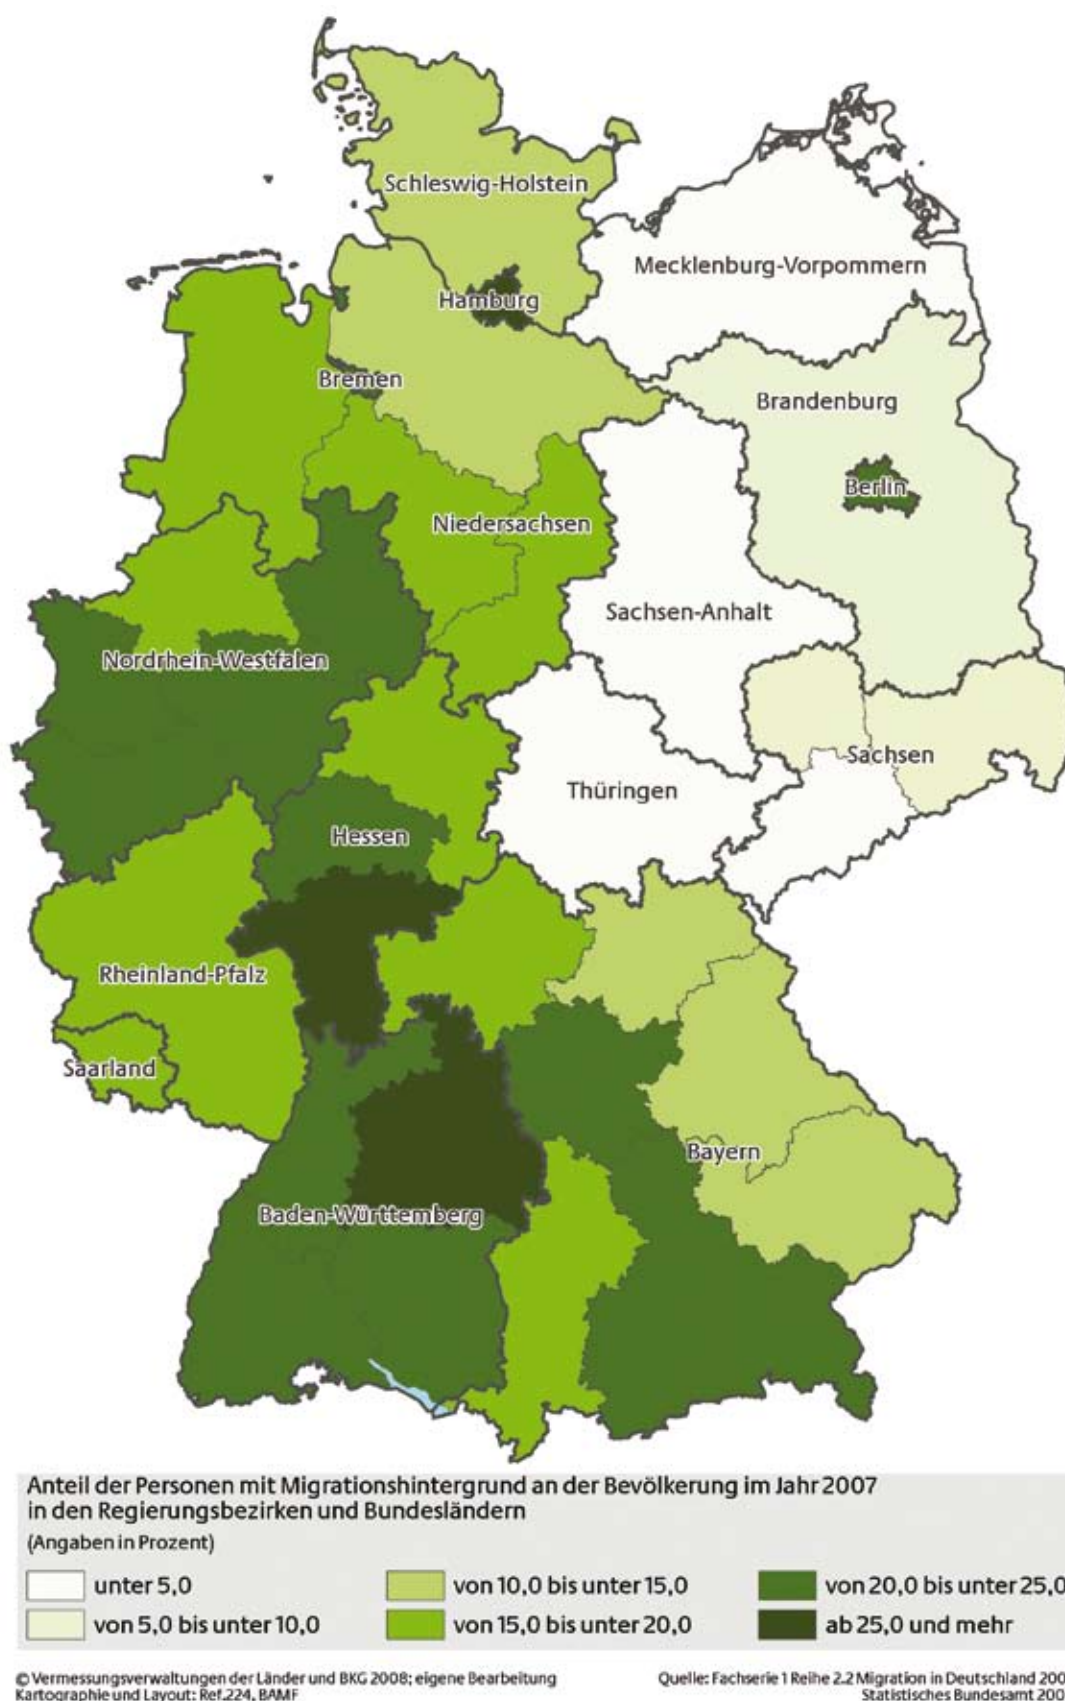 Schleswig-Holstein
Mecklenburg-Vorpommern
Hamburg
Bremen
Brandenburg
Berlin
Niedersachsen
Sachsen-Anhalt
Nordrhein-Westfalen
Sachsen
Thüringen
Hessen
Rheinland-Pfalz
Saarland
Bayern
Baden-Württemberg
Anteil der Personen mit Migrationshintergrund an der Bevölkerung im Jahr 2007
in den Regierungsbezirken und Bundesländern
(Angaben in Prozent)
unter 5,0
von 10,0 bis unter 15,0
von 20,0 bis unter 25,0
von 5,0 bis unter 10,0
von 15,0 bis unter 20,0
ab 25,0 und mehr
© Vermessungsverwaltungen der Länder und BKG 2008; eigene Bearbeitung
Kartographie und Layout: Ref.224, BAMF
Quelle: Fachserie 1 Reihe 2.2 Migration in Deutschland
Statistisches Bundesamt